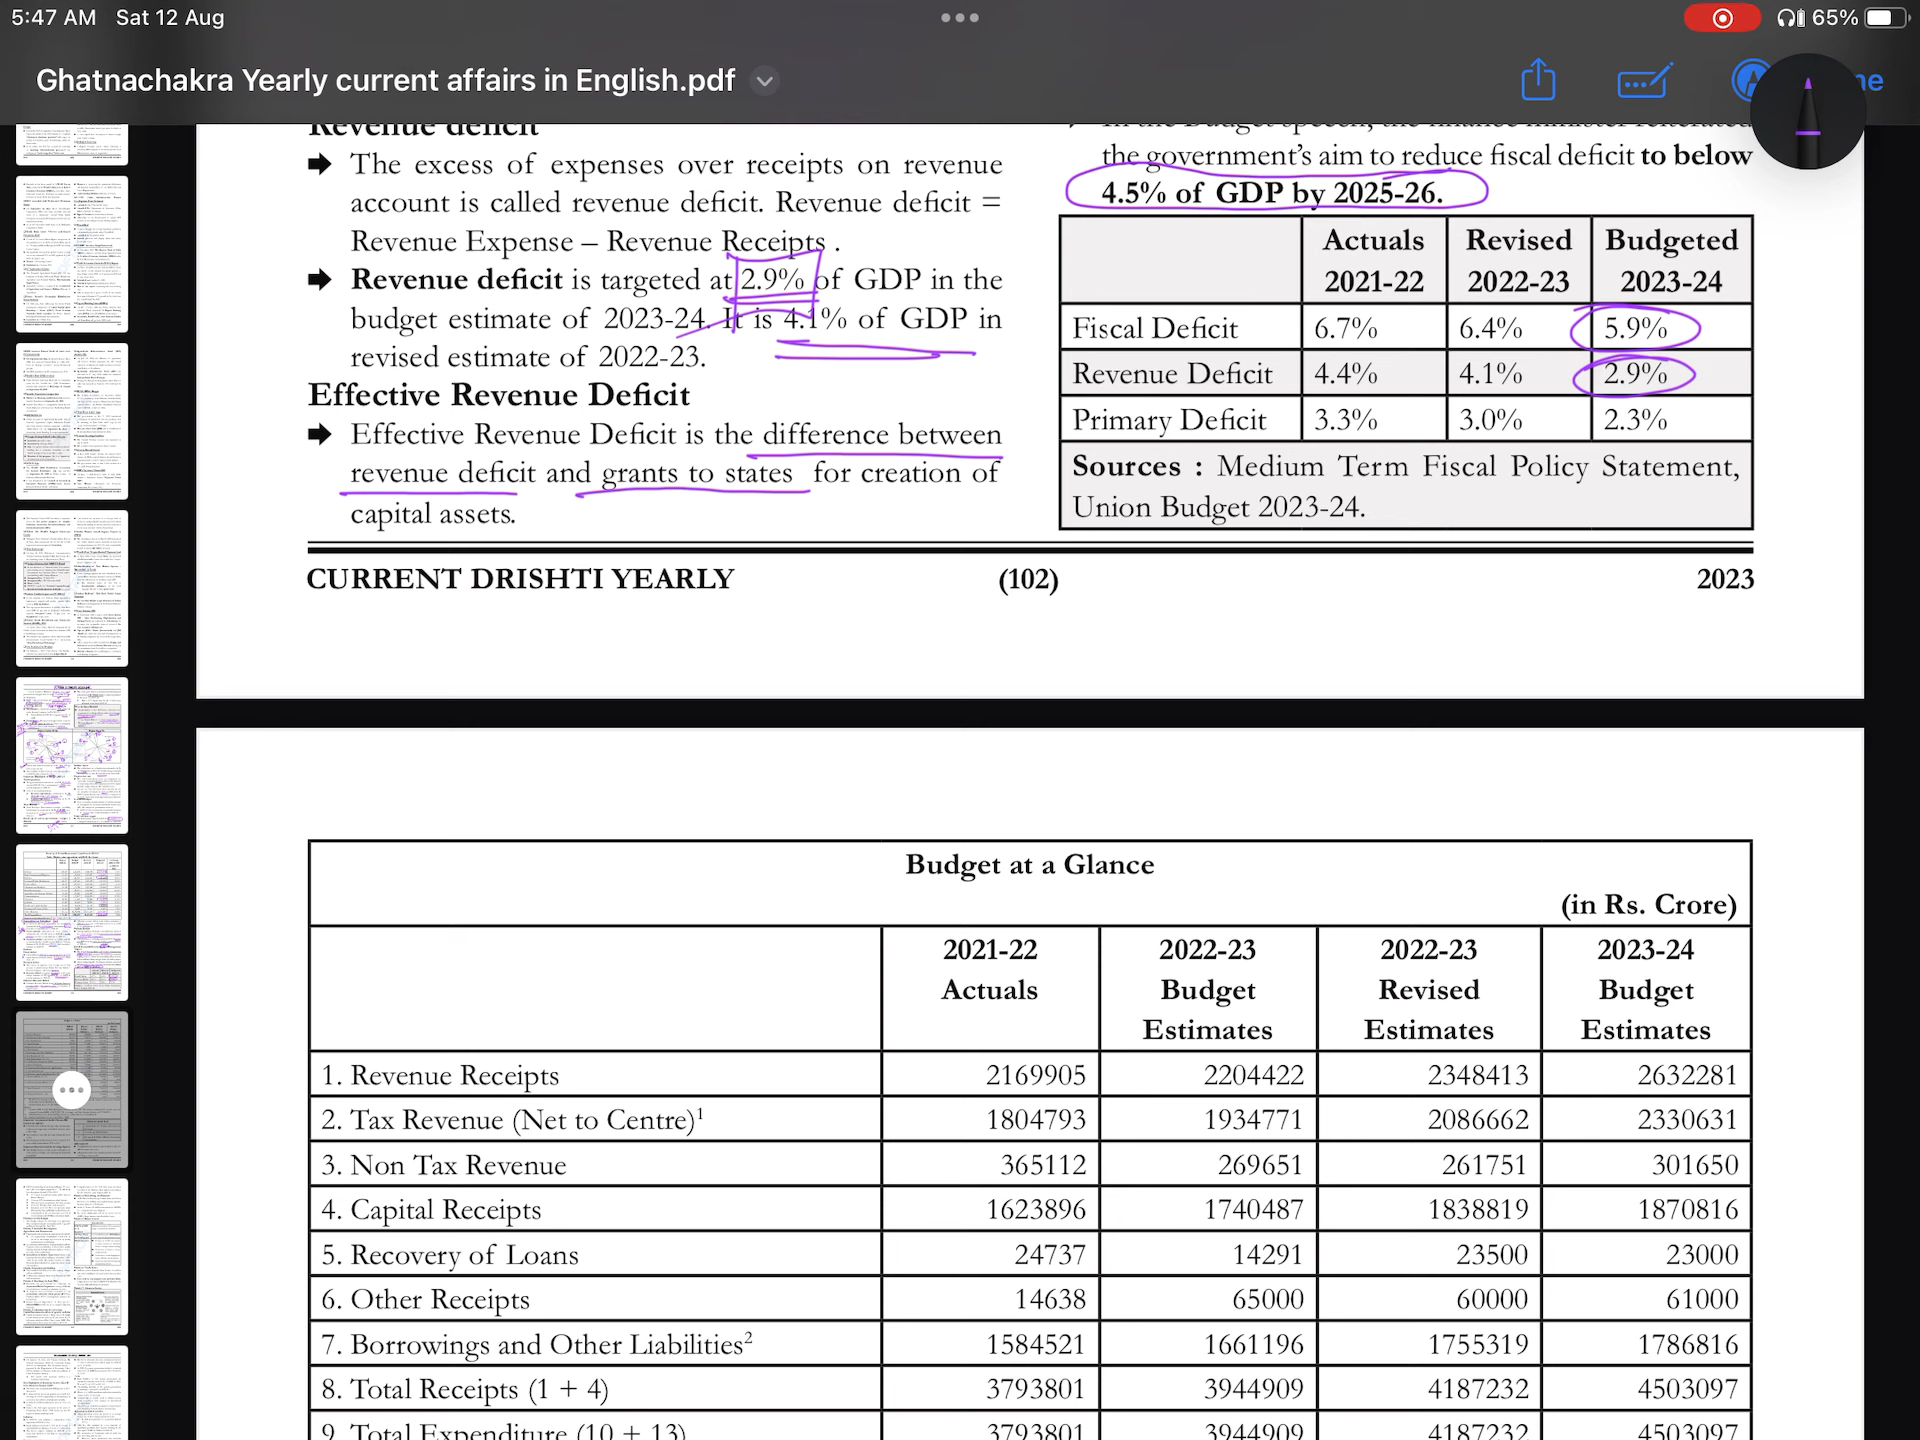 5:47 AM Sat 12 Aug
65%
Ghatnachakra Yearly current affairs in English.pdf
Revenue deficit
The excess of expenses over receipts on revenue
account is called revenue deficit. Revenue deficit =
Revenue Expense – Revenue Receipts .
Revenue deficit is targeted at 2.9% of GDP in the
budget estimate of 2023-24. It is 4.1% of GDP in
revised estimate of 2022-23.
Effective Revenue Deficit
Effective Revenue Deficit is the difference between
revenue deficit and grants to states for creation of
capital assets.
the government's aim to reduce fiscal deficit to below
4.5% of GDP by 2025-26.
Actuals Revised Budgeted
2021-22 2022-23 2023-24
Fiscal Deficit 6.7% 6.4% 5.9%
Revenue Deficit 4.4% 4.1% 2.9%
Primary Deficit 3.3% 3.0% 2.3%
Sources : Medium Term Fiscal Policy Statement,
Union Budget 2023-24.
CURRENT DRISHTI YEARLY (102) 2023
Budget at a Glance
(in Rs. Crore)
2021-22 2022-23 2022-23 2023-24
Actuals Budget Revised Budget
Estimates Estimates Estimates
1. Revenue Receipts 2169905 2204422 2348413 2632281
2. Tax Revenue (Net to Centre)¹ 1804793 1934771 2086662 2330631
3. Non Tax Revenue 365112 269651 261751 301650
4. Capital Receipts 1623896 1740487 1838819 1870816
5. Recovery of Loans 24737 14291 23500 23000
6. Other Receipts 14638 65000 60000 61000
7. Borrowings and Other Liabilities² 1584521 1661196 1755319 1786816
8. Total Receipts (1 + 4) 3793801 3944909 4187232 4503097
9. Total Expenditure (10 + 13) 3793801 3944909 4187232 4503097